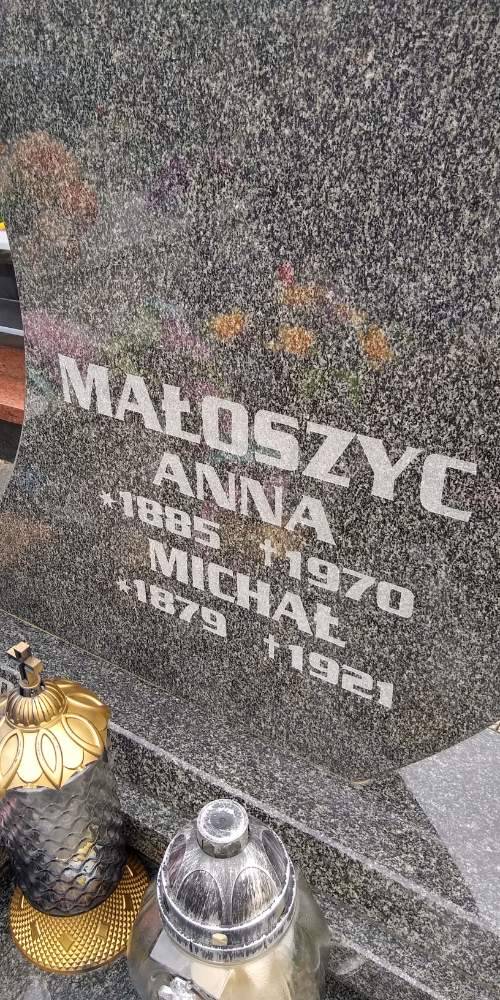 MAŁOSZYC
ANNA
*1885 †1970
MICHAŁ
*1879 †1921